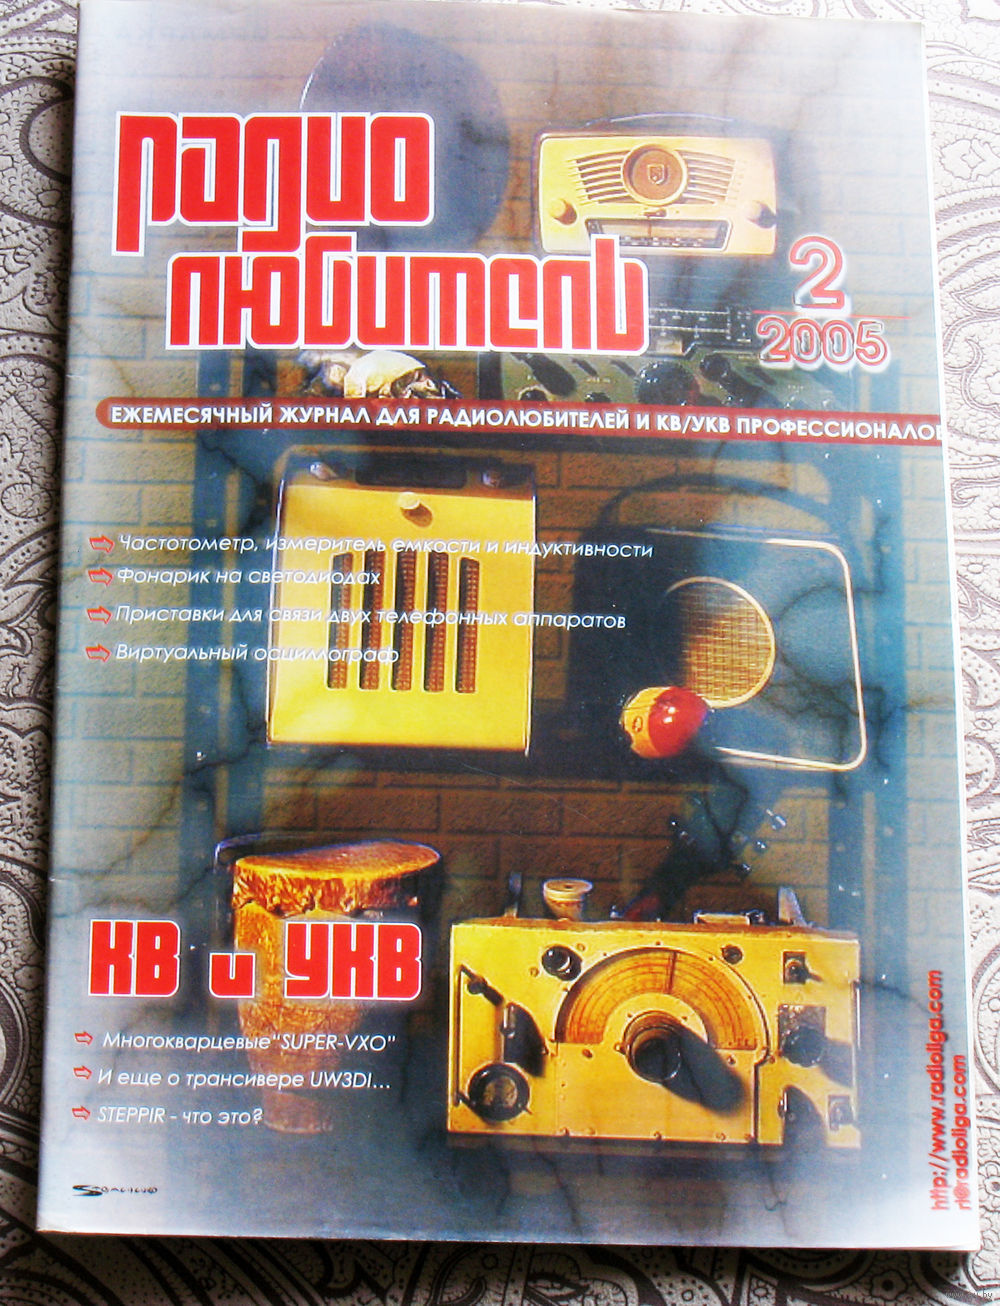 Радио
любитель
2
2005
ЕЖЕМЕСЯЧНЫЙ ЖУРНАЛ ДЛЯ РАДИОЛЮБИТЕЛЕЙ И КВ/УКВ ПРОФЕССИОНАЛОВ
Частотометр, измеритель емкости и индуктивности
Фонарик на светодиодах
Приставки для связи двух телефонных аппаратов
Виртуальный осциллограф
КВ и УКВ
Многокварцевые "SUPER-VXO"
И еще о трансивере UW3DI...
STEPPIR - что это?
http://www.radioliga.com
rl@radioliga.com